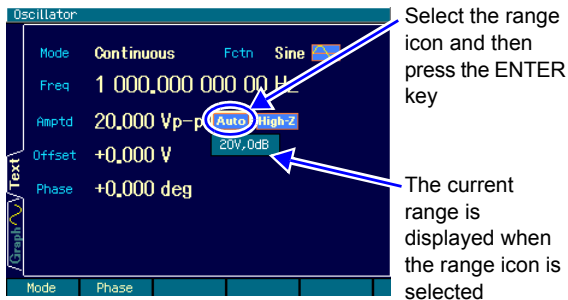 Oscillator
Mode Continuous Fctn Sine
Freq 1 000.000 000 00 Hz
Amptd 20.000 Vp-p Auto High-Z
20V,0dB
Offset +0.000 V
Phase +0.000 deg
Text
Graph
Mode Phase
Select the range
icon and then
press the ENTER
key
The current
range is
displayed when
the range icon is
selected